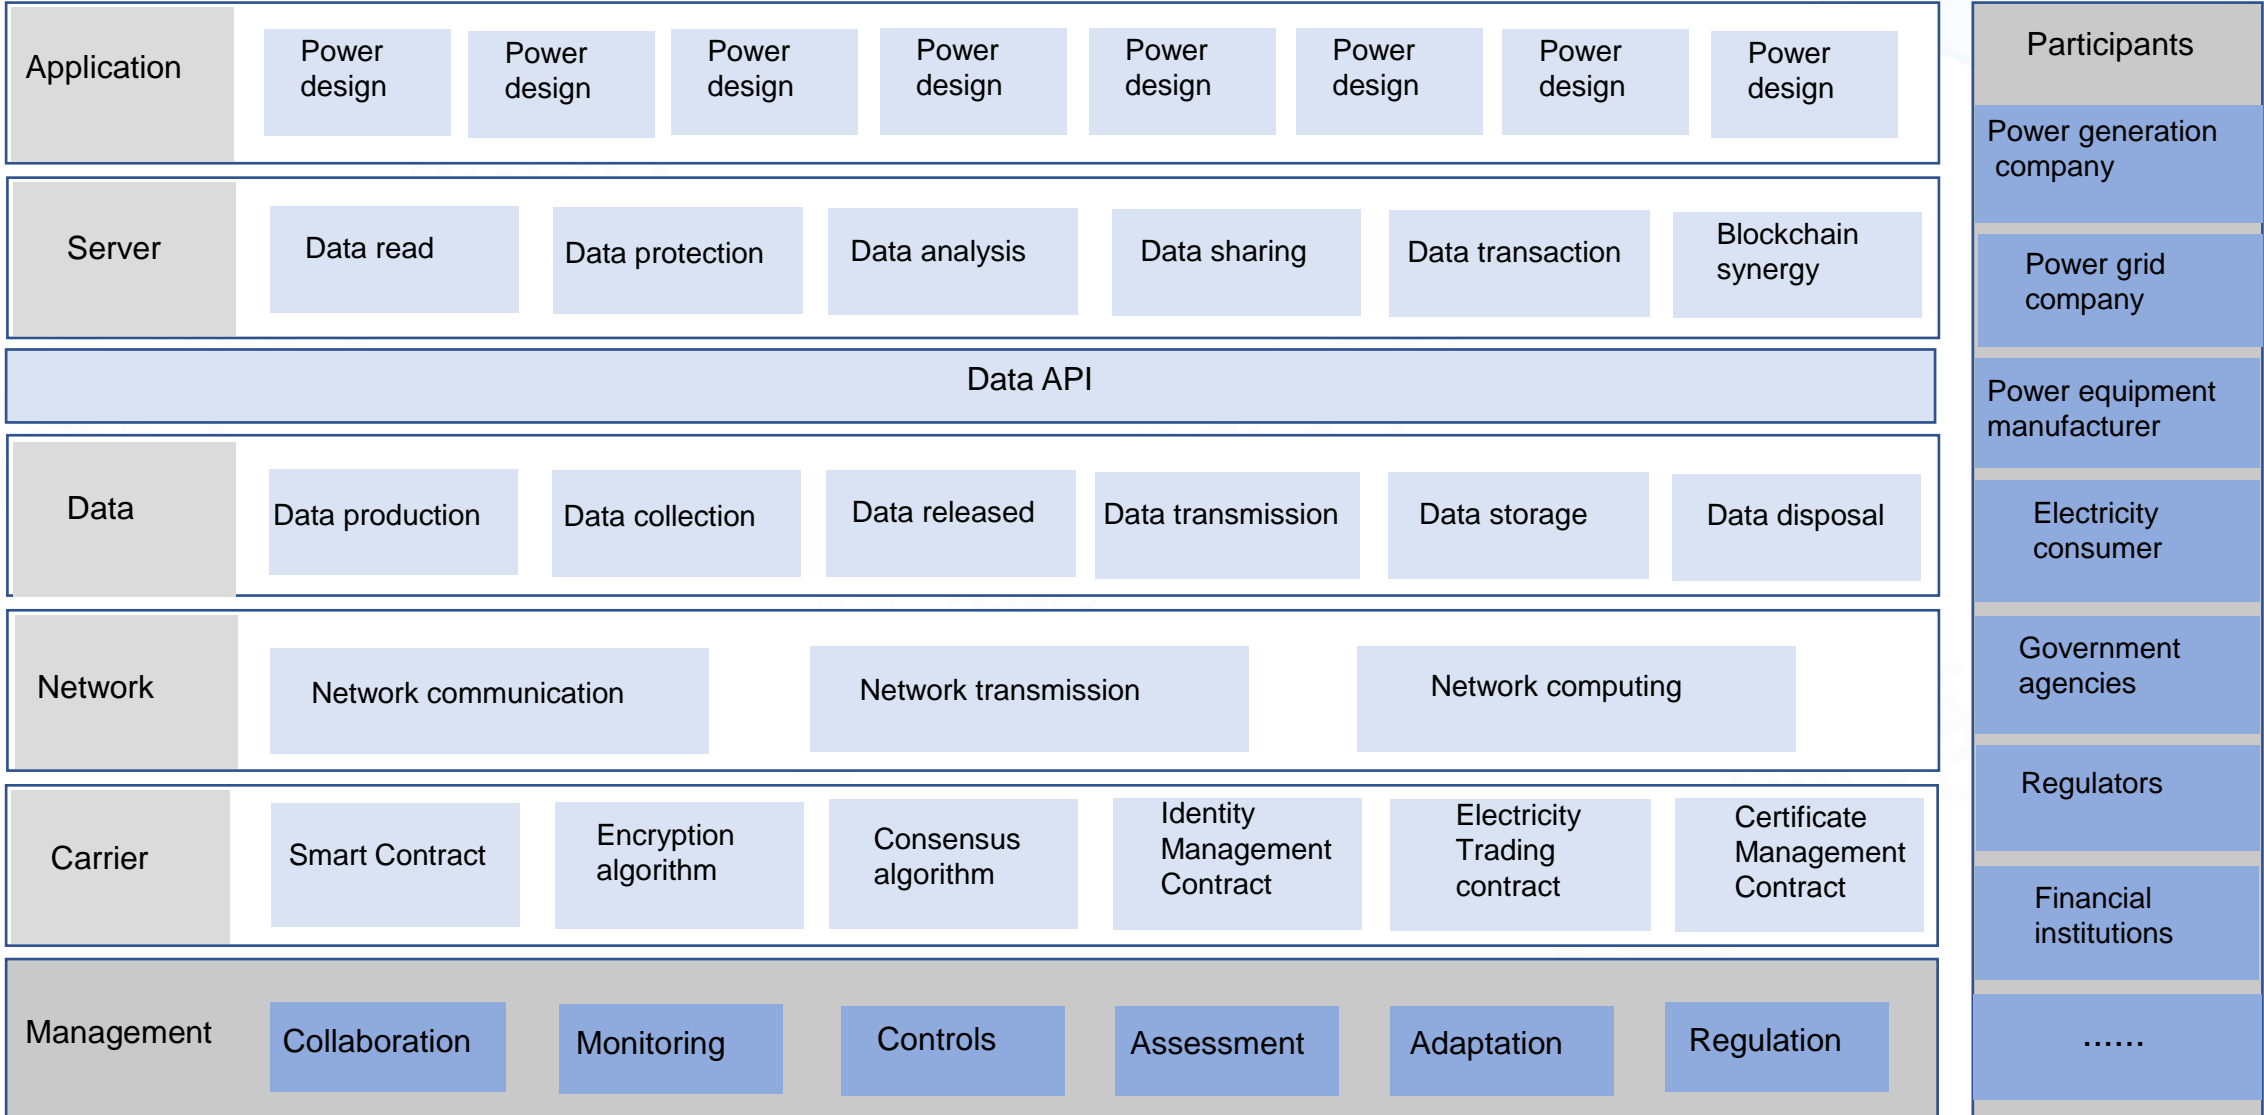 Application
Power
design
Power
design
Power
design
Power
design
Power
design
Power
design
Power
design
Power
design
Server
Data read
Data protection
Data analysis
Data sharing
Data transaction
Blockchain
synergy
Data API
Data
Data production
Data collection
Data released
Data transmission
Data storage
Data disposal
Network
Network communication
Network transmission
Network computing
Carrier
Smart Contract
Encryption
algorithm
Consensus
algorithm
Identity
Management
Contract
Electricity
Trading
contract
Certificate
Management
Contract
Management
Collaboration
Monitoring
Controls
Assessment
Adaptation
Regulation
Participants
Power generation
company
Power grid
company
Power equipment
manufacturer
Electricity
consumer
Government
agencies
Regulators
Financial
institutions
......